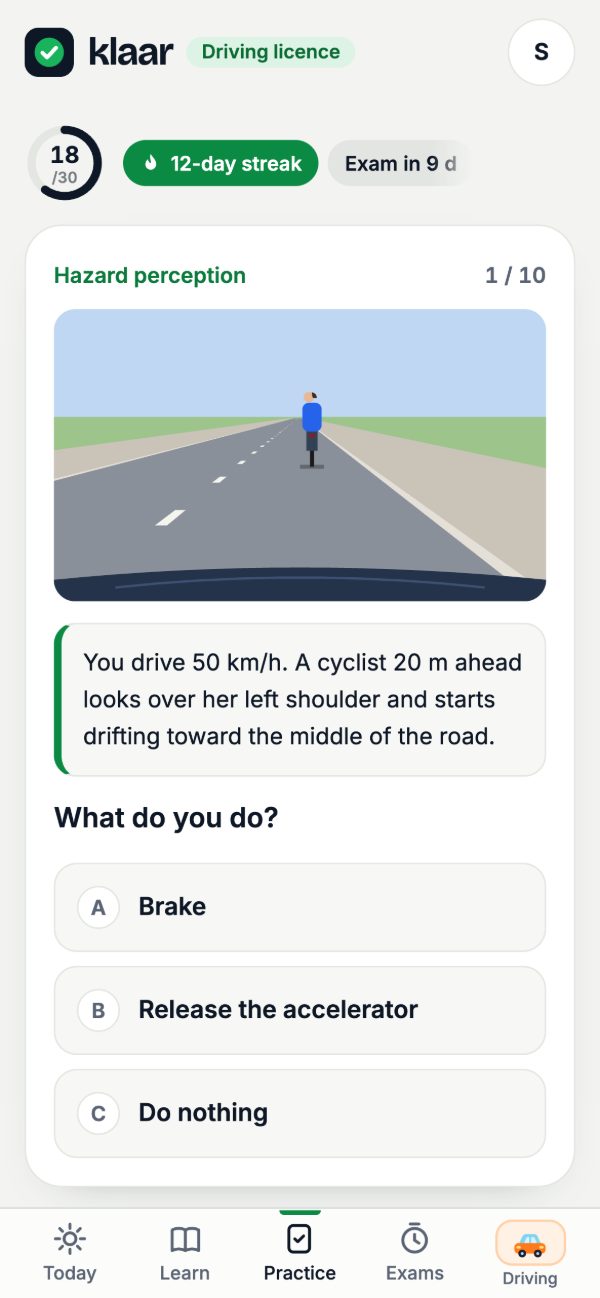 klaar
Driving licence
S
18
/30
12-day streak
Exam in 9 d
Hazard perception
1 / 10
You drive 50 km/h. A cyclist 20 m ahead
looks over her left shoulder and starts
drifting toward the middle of the road.
What do you do?
A Brake
B Release the accelerator
C Do nothing
Today
Learn
Practice
Exams
Driving